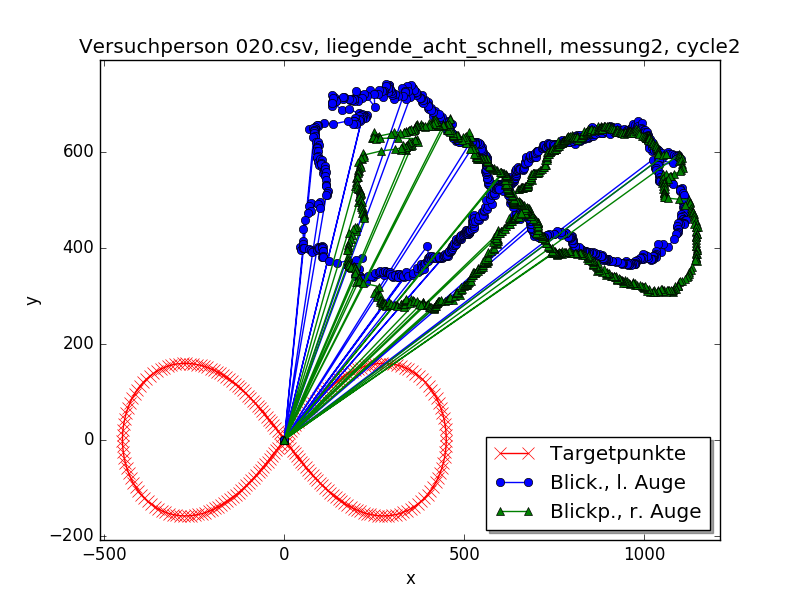 Versuchperson 020.csv, liegende_acht_schnell, messung2, cycle2
600
400
200
0
−200
y
−500
0
500
1000
x
Targetpunkte
Blick., l. Auge
Blickp., r. Auge